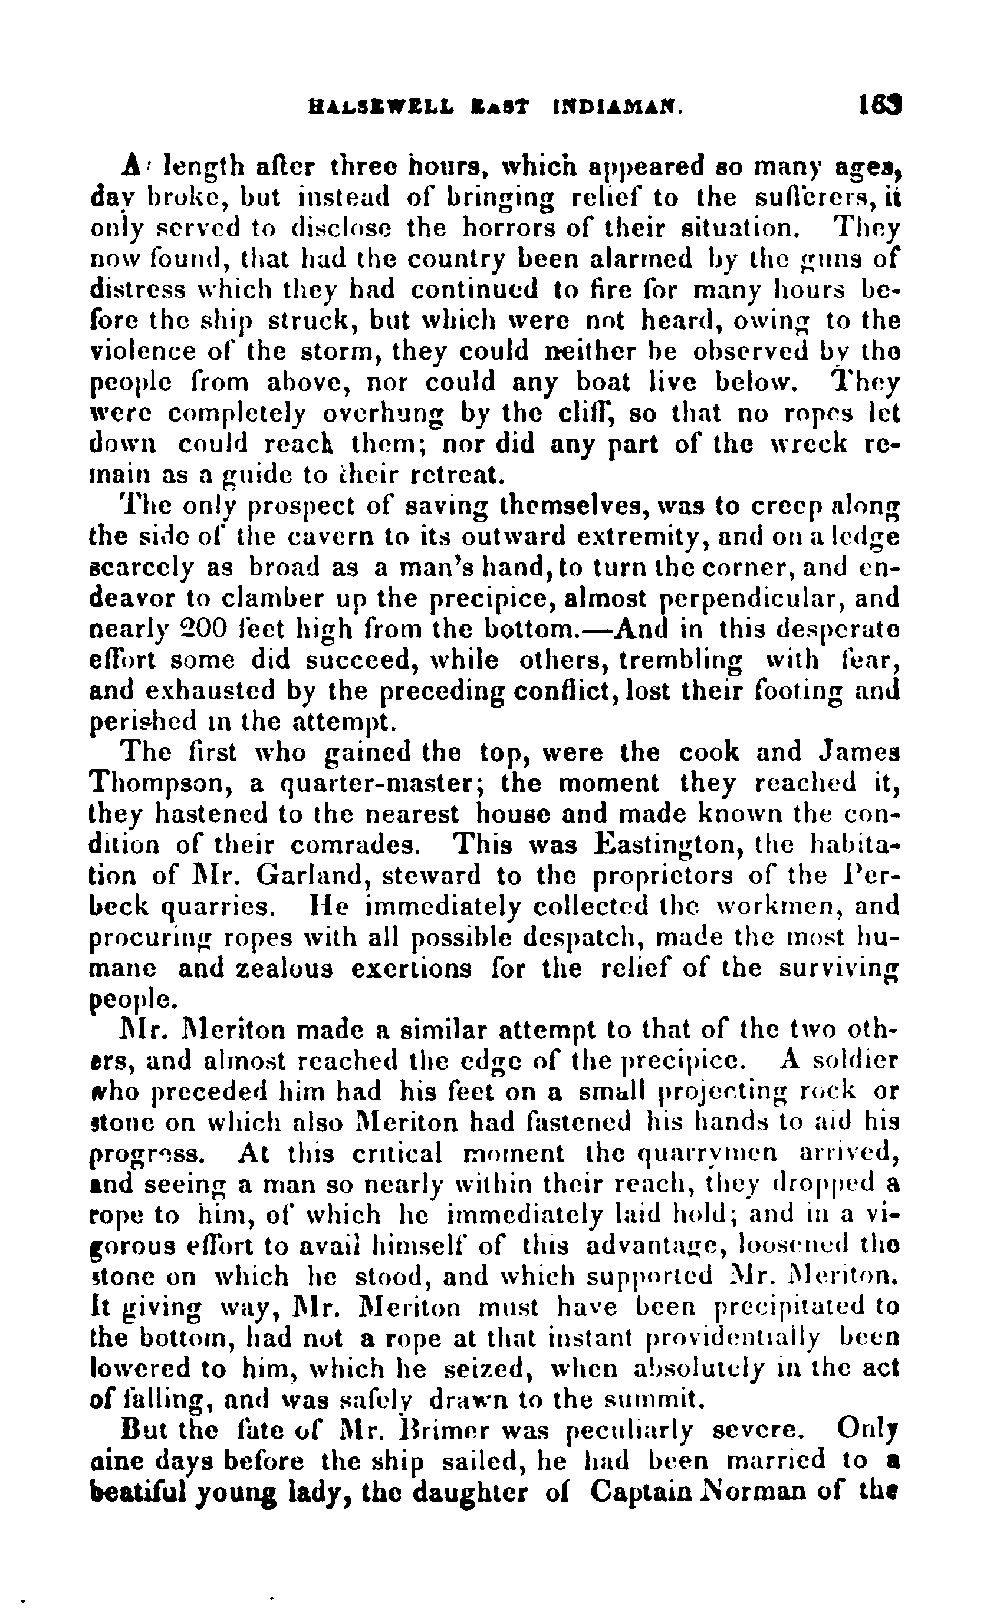 HALSEWELL EAST INDIAMAN. 163
At length after three hours, which appeared so many ages,
day broke, but instead of bringing relief to the sufferers, it
only served to disclose the horrors of their situation. They
now found, that had the country been alarmed by the guns of
distress which they had continued to fire for many hours be-
fore the ship struck, but which were not heard, owing to the
violence of the storm, they could neither be observed by the
people from above, nor could any boat live below. They
were completely overhung by the cliff, so that no ropes let
down could reach them; nor did any part of the wreck re-
main as a guide to their retreat.
The only prospect of saving themselves, was to creep along
the side of the cavern to its outward extremity, and on a ledge
scarcely as broad as a man's hand, to turn the corner, and en-
deavor to clamber up the precipice, almost perpendicular, and
nearly 200 feet high from the bottom.—And in this desperate
effort some did succeed, while others, trembling with fear,
and exhausted by the preceding conflict, lost their footing and
perished in the attempt.
The first who gained the top, were the cook and James
Thompson, a quarter-master; the moment they reached it,
they hastened to the nearest house and made known the con-
dition of their comrades. This was Eastington, the habita-
tion of Mr. Garland, steward to the proprietors of the Per-
beck quarries. He immediately collected the workmen, and
procuring ropes with all possible despatch, made the most hu-
mane and zealous exertions for the relief of the surviving
people.
Mr. Meriton made a similar attempt to that of the two oth-
ers, and almost reached the edge of the precipice. A soldier
who preceded him had his feet on a small projecting rock or
stone on which also Meriton had fastened his hands to aid his
progress. At this critical moment the quarrymen arrived,
and seeing a man so nearly within their reach, they dropped a
rope to him, of which he immediately laid hold; and in a vi-
gorous effort to avail himself of this advantage, loosened the
stone on which he stood, and which supported Mr. Meriton.
It giving way, Mr. Meriton must have been precipitated to
the bottom, had not a rope at that instant providentially been
lowered to him, which he seized, when absolutely in the act
of falling, and was safely drawn to the summit.
But the fate of Mr. Brimer was peculiarly severe. Only
nine days before the ship sailed, he had been married to a
beatiful young lady, the daughter of Captain Norman of the